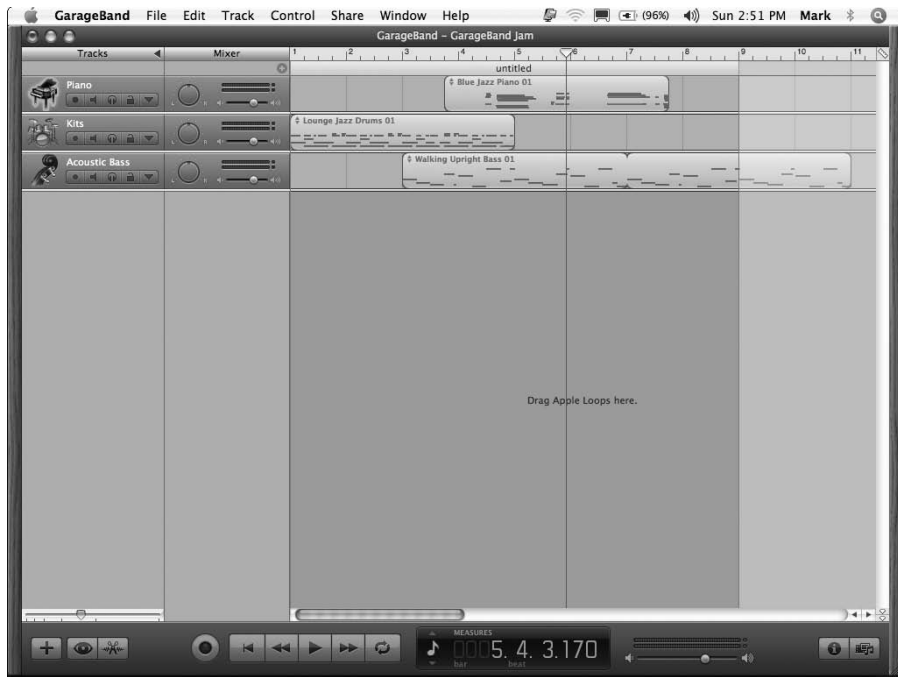 GarageBand File Edit Track Control Share Window Help (96%) Sun 2:51 PM Mark
GarageBand – GarageBand Jam
Tracks Mixer 1 2 3 4 5 6 7 8 9 10 11
untitled
Piano Blue Jazz Piano 01
Kits Lounge Jazz Drums 01
Acoustic Bass Walking Upright Bass 01
Drag Apple Loops here.
MEASURES
5. 4. 3.170
bar beat